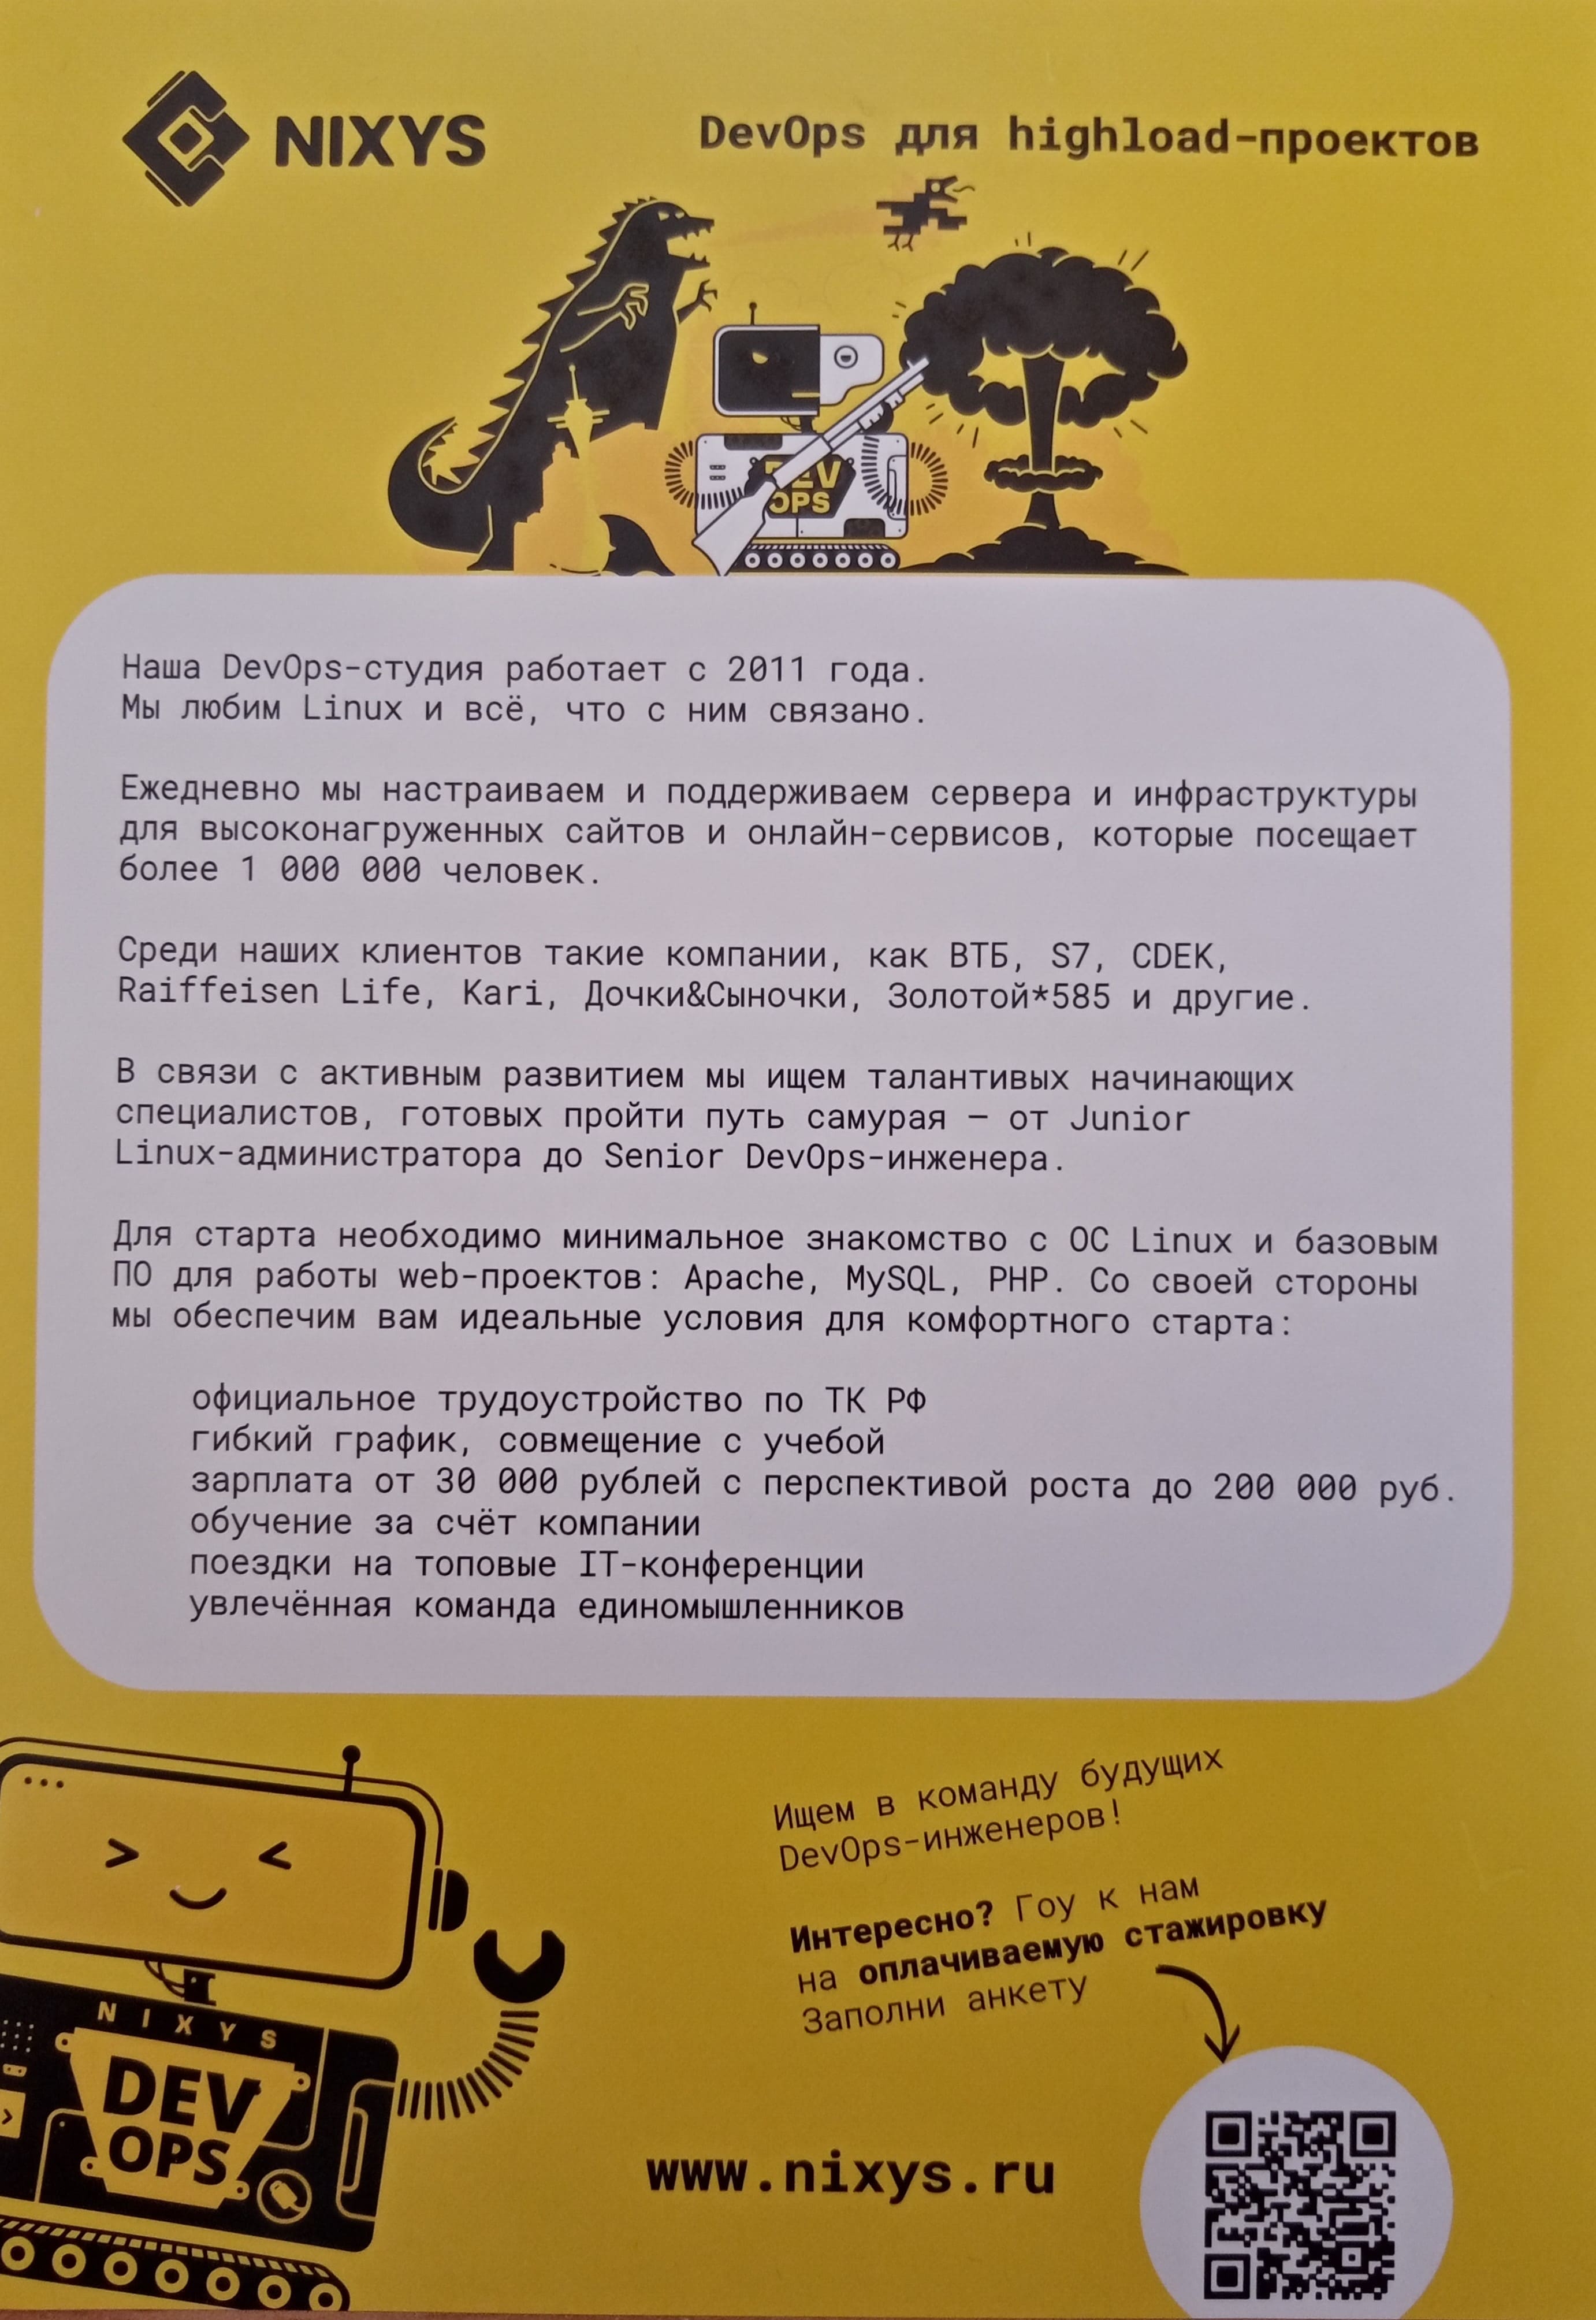 NIXYS
DevOps для highload-проектов
DEV
OPS
Наша DevOps-студия работает с 2011 года.
Мы любим Linux и всё, что с ним связано.
Ежедневно мы настраиваем и поддерживаем сервера и инфраструктуры
для высоконагруженных сайтов и онлайн-сервисов, которые посещает
более 1 000 000 человек.
Среди наших клиентов такие компании, как ВТБ, S7, CDEK,
Raiffeisen Life, Kari, Дочки&Сыночки, Золотой*585 и другие.
В связи с активным развитием мы ищем талантивых начинающих
специалистов, готовых пройти путь самурая — от Junior
Linux-администратора до Senior DevOps-инженера.
Для старта необходимо минимальное знакомство с ОС Linux и базовым
ПО для работы web-проектов: Apache, MySQL, PHP. Со своей стороны
мы обеспечим вам идеальные условия для комфортного старта:
официальное трудоустройство по ТК РФ
гибкий график, совмещение с учебой
зарплата от 30 000 рублей с перспективой роста до 200 000 руб.
обучение за счёт компании
поездки на топовые IT-конференции
увлечённая команда единомышленников
Ищем в команду будущих
DevOps-инженеров!
Интересно? Гоу к нам
на оплачиваемую стажировку
Заполни анкету
NIXYS
DEV
OPS
www.nixys.ru